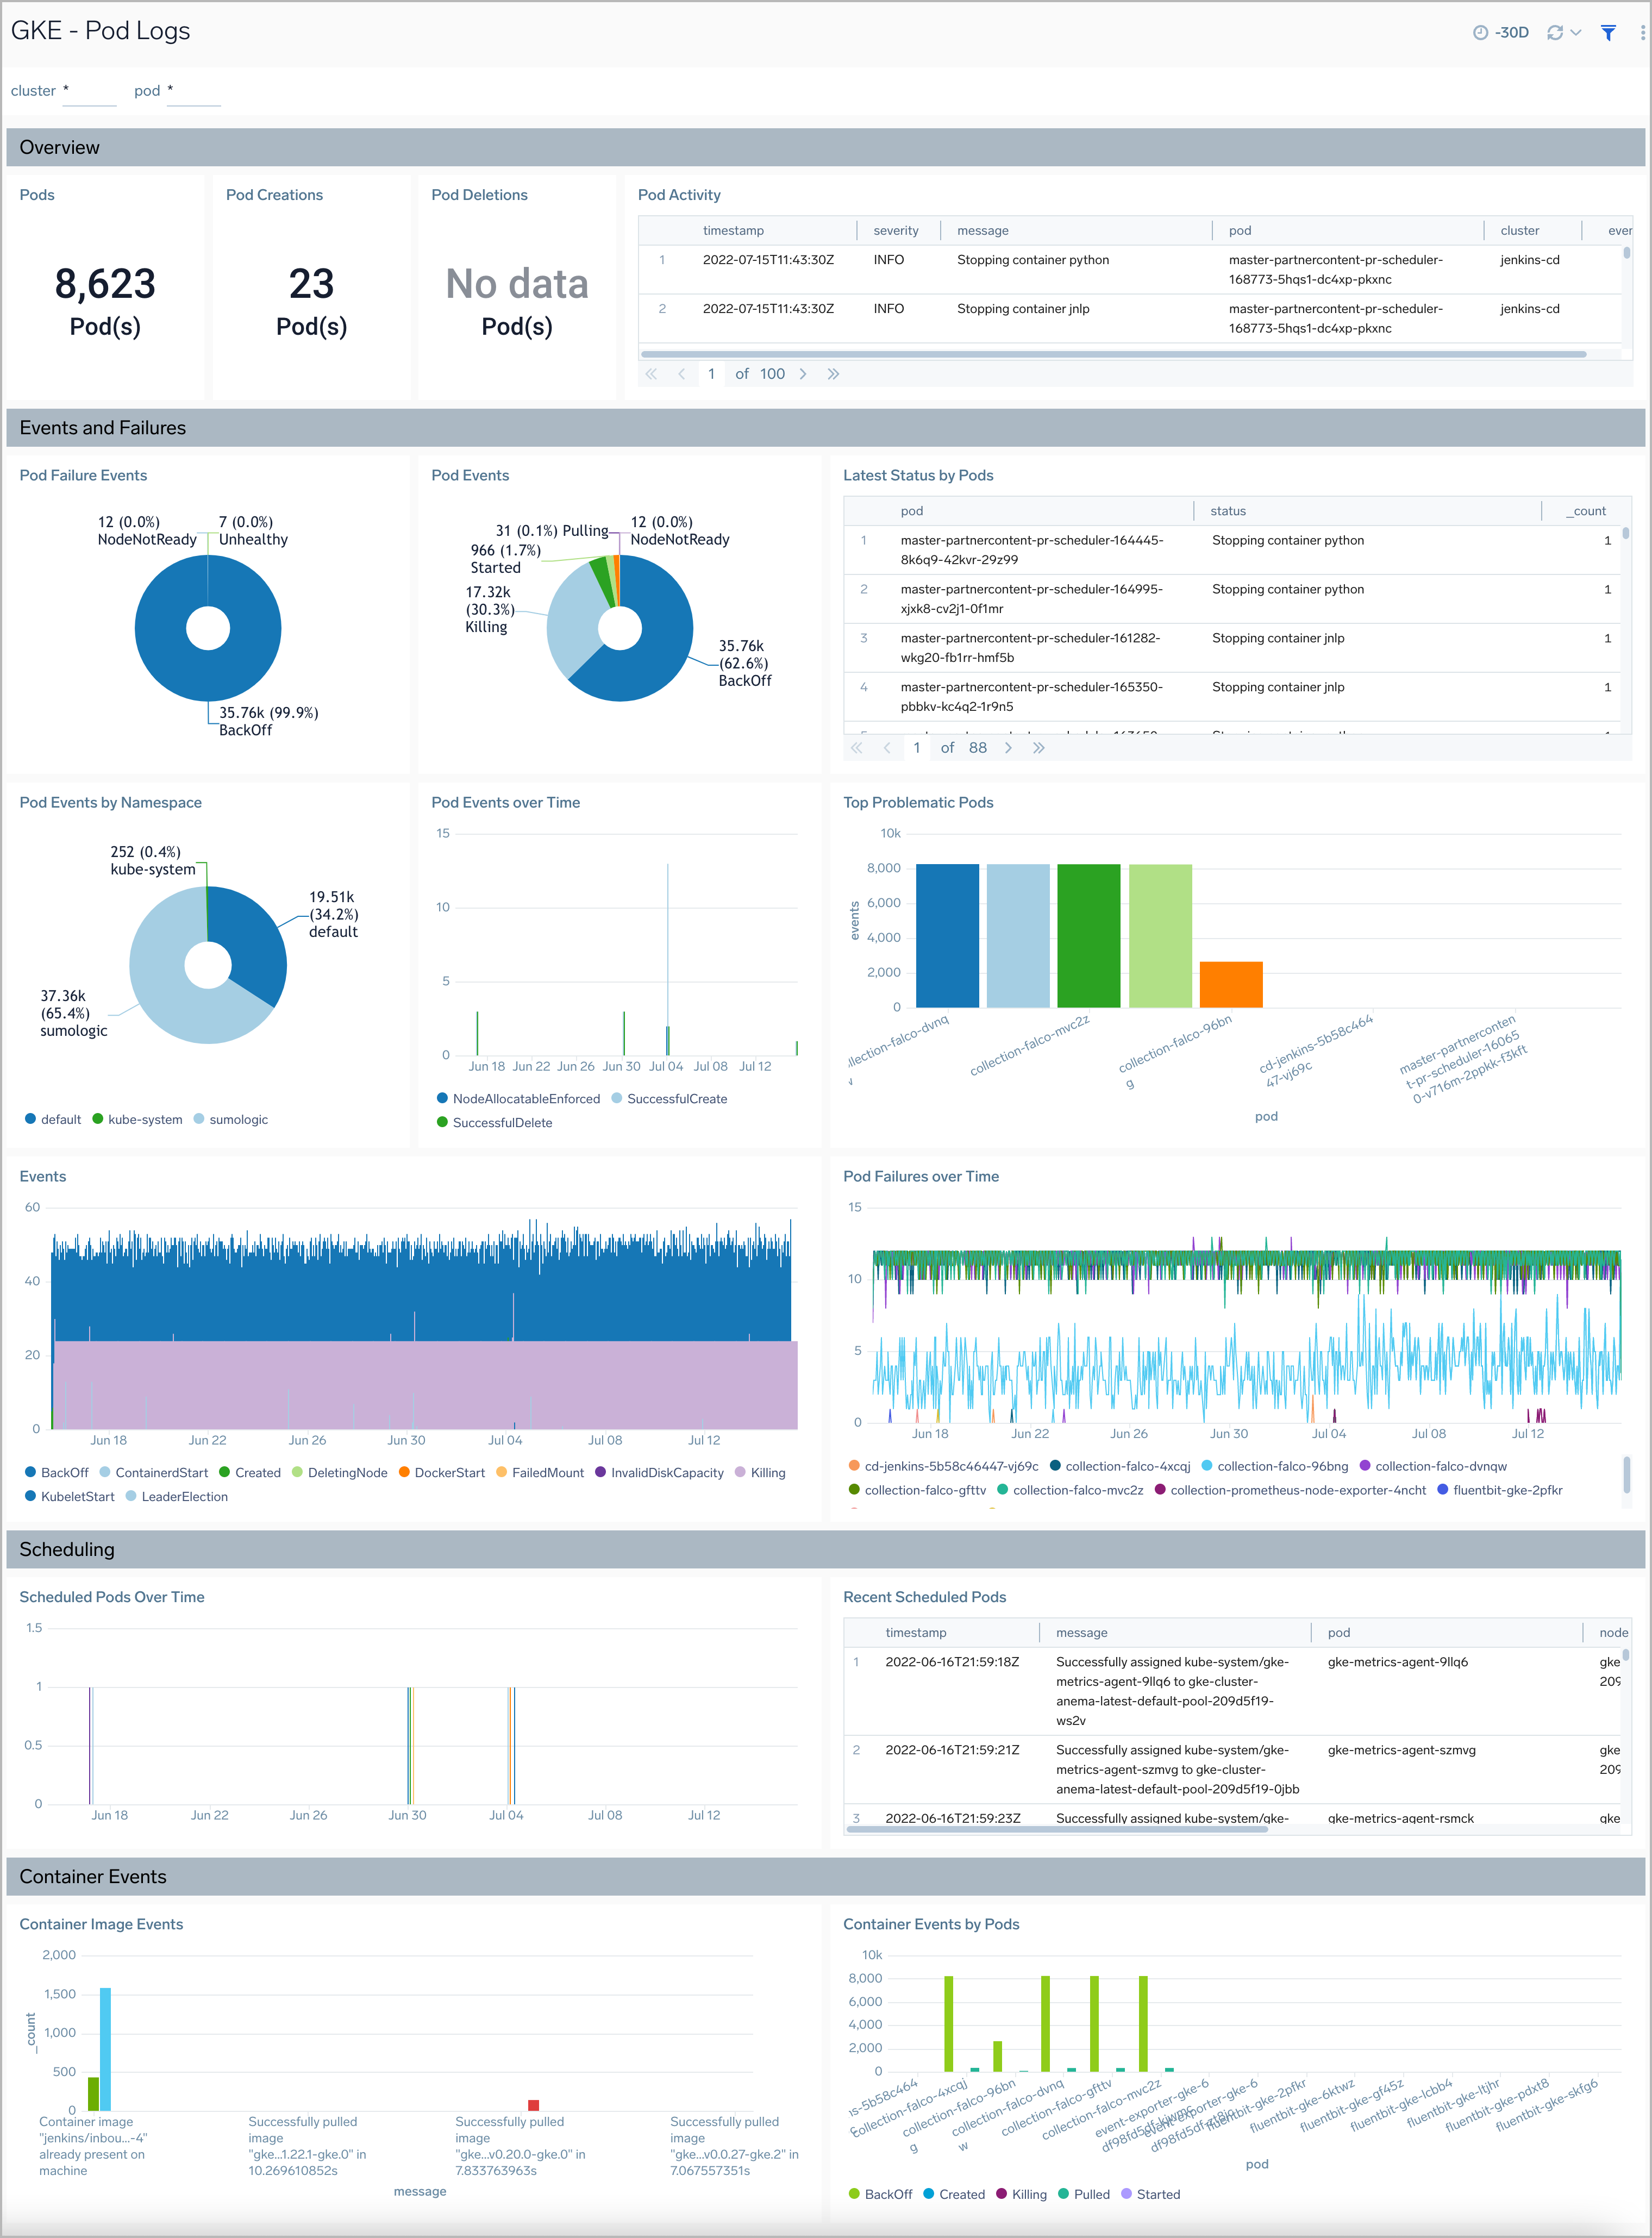 GKE - Pod Logs
-30D
cluster *
pod *
Overview
Pods
8,623
Pod(s)
Pod Creations
23
Pod(s)
Pod Deletions
No data
Pod(s)
Pod Activity
timestamp severity message pod cluster
1 2022-07-15T11:43:30Z INFO Stopping container python master-partnercontent-pr-scheduler- jenkins-cd
168773-5hqs1-dc4xp-pkxnc
2 2022-07-15T11:43:30Z INFO Stopping container jnlp master-partnercontent-pr-scheduler- jenkins-cd
168773-5hqs1-dc4xp-pkxnc
1 of 100
Events and Failures
Pod Failure Events
12 (0.0%)
NodeNotReady
7 (0.0%)
Unhealthy
35.76k (99.9%)
BackOff
Pod Events
31 (0.1%) Pulling
12 (0.0%)
NodeNotReady
966 (1.7%)
Started
17.32k
(30.3%)
Killing
35.76k
(62.6%)
BackOff
Latest Status by Pods
pod status _count
1 master-partnercontent-pr-scheduler-164445- Stopping container python 1
8k6q9-42kvr-29z99
2 master-partnercontent-pr-scheduler-164995- Stopping container python 1
xjxk8-cv2j1-0f1mr
3 master-partnercontent-pr-scheduler-161282- Stopping container jnlp 1
wkg20-fb1rr-hmf5b
4 master-partnercontent-pr-scheduler-165350- Stopping container jnlp 1
pbbkv-kc4q2-1r9n5
1 of 88
Pod Events by Namespace
252 (0.4%)
kube-system
19.51k
(34.2%)
default
37.36k
(65.4%)
sumologic
default kube-system sumologic
Pod Events over Time
15
10
5
0
Jun 18 Jun 22 Jun 26 Jun 30 Jul 04 Jul 08 Jul 12
NodeAllocatableEnforced SuccessfulCreate
SuccessfulDelete
Top Problematic Pods
10k
8,000
6,000
4,000
2,000
0
events
collection-falco-mvc2z
collection-falco-96bn
g
cd-jenkins-5b58c464
47-vj69c
master-partnerconten
t-pr-scheduler-16065
0-v716m-2ppkk-f3kft
pod
Events
60
40
20
0
Jun 18 Jun 22 Jun 26 Jun 30 Jul 04 Jul 08 Jul 12
BackOff ContainerdStart Created DeletingNode DockerStart FailedMount InvalidDiskCapacity Killing
KubeletStart LeaderElection
Pod Failures over Time
15
10
5
0
Jun 18 Jun 22 Jun 26 Jun 30 Jul 04 Jul 08 Jul 12
cd-jenkins-5b58c46447-vj69c collection-falco-4xcqj collection-falco-96bng collection-falco-dvnqw
collection-falco-gfttv collection-falco-mvc2z collection-prometheus-node-exporter-4ncht fluentbit-gke-2pfkr
Scheduling
Scheduled Pods Over Time
1.5
1
0.5
0
Jun 18 Jun 22 Jun 26 Jun 30 Jul 04 Jul 08 Jul 12
Recent Scheduled Pods
timestamp message pod node
1 2022-06-16T21:59:18Z Successfully assigned kube-system/gke- gke-metrics-agent-9llq6 gke
metrics-agent-9llq6 to gke-cluster- 209
anema-latest-default-pool-209d5f19-
ws2v
2 2022-06-16T21:59:21Z Successfully assigned kube-system/gke- gke-metrics-agent-szmvg gke
metrics-agent-szmvg to gke-cluster- 209
anema-latest-default-pool-209d5f19-0jbb
3 2022-06-16T21:59:23Z Successfully assigned kube-system/gke- gke-metrics-agent-rsmck gke
Container Events
Container Image Events
2,000
1,500
1,000
500
0
_count
Container image
"jenkins/inbou...-4"
already present on
machine
Successfully pulled
image
"gke...1.22.1-gke.0" in
10.269610852s
Successfully pulled
image
"gke...v0.20.0-gke.0" in
7.833763963s
Successfully pulled
image
"gke...v0.0.27-gke.2" in
7.067557351s
message
Container Events by Pods
10k
8,000
6,000
4,000
2,000
0
collection-falco-4xcqj
collection-falco-96bn
g
collection-falco-dvnq
w
collection-falco-gfttv
collection-falco-mvc2z
event-exporter-gke-6
event-exporter-gke-6
fluentbit-gke-2pfkr
fluentbit-gke-6ktwz
fluentbit-gke-gf45z
fluentbit-gke-lcbb4
fluentbit-gke-ltjhr
fluentbit-gke-pdxt8
fluentbit-gke-skfg6
pod
BackOff Created Killing Pulled Started